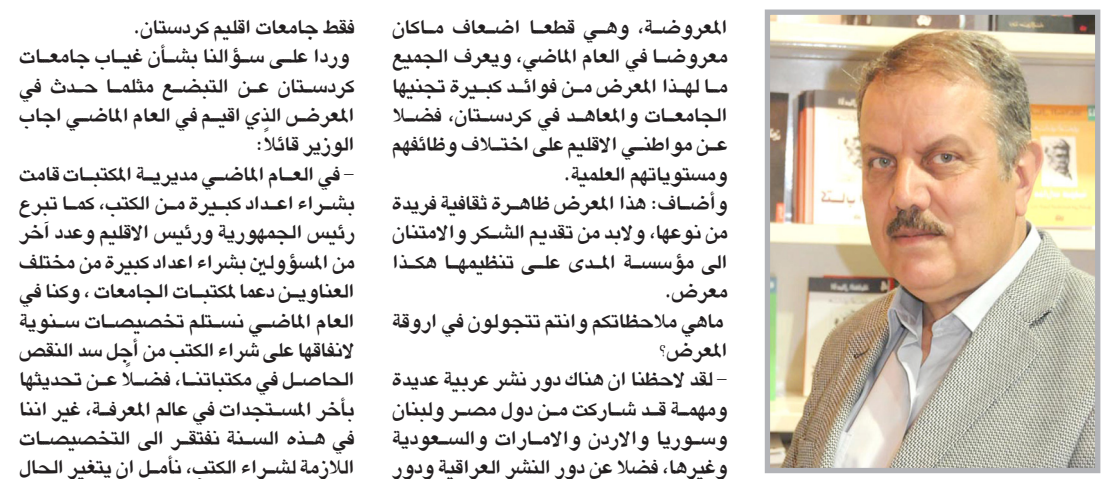 المعروضة، وهي قطعا اضعاف ماكان
معروضا في العام الماضي، ويعرف الجميع
ما لهذا المعرض من فوائد كبيرة تجنيها
الجامعات والمعاهد في كردستان، فضلا
عن مواطني الاقليم على اختلاف وظائفهم
ومستوياتهم العلمية.
وأضاف: هذا المعرض ظاهرة ثقافية فريدة
من نوعها، ولابد من تقديم الشكر والامتنان
الى مؤسسة المدى على تنظيمها هكذا
معرض.
ماهي ملاحظاتكم وانتم تتجولون في اروقة
المعرض؟
– لقد لاحظنا ان هناك دور نشر عربية عديدة
ومهمة قد شاركت من دول مصر ولبنان
وسوريا والاردن والامارات والسعودية
وغيرها، فضلا عن دور النشر العراقية ودور
فقط جامعات اقليم كردستان.
وردا على سؤالنا بشأن غياب جامعات
كردستان عن التبضع مثلما حدث في
المعرض الذي اقيم في العام الماضي اجاب
الوزير قائلاً:
– في العام الماضي مديرية المكتبات قامت
بشراء اعداد كبيرة من الكتب، كما تبرع
رئيس الجمهورية ورئيس الاقليم وعدد آخر
من المسؤولين بشراء اعداد كبيرة من مختلف
العناوين دعما لمكتبات الجامعات ، وكنا في
العام الماضي نستلم تخصيصات سنوية
لانفاقها على شراء الكتب من أجل سد النقص
الحاصل في مكتباتنا، فضلاً عن تحديثها
بأخر المستجدات في عالم المعرفة، غير اننا
في هذه السنة نفتقر الى التخصيصات
اللازمة لشراء الكتب، نأمل ان يتغير الحال